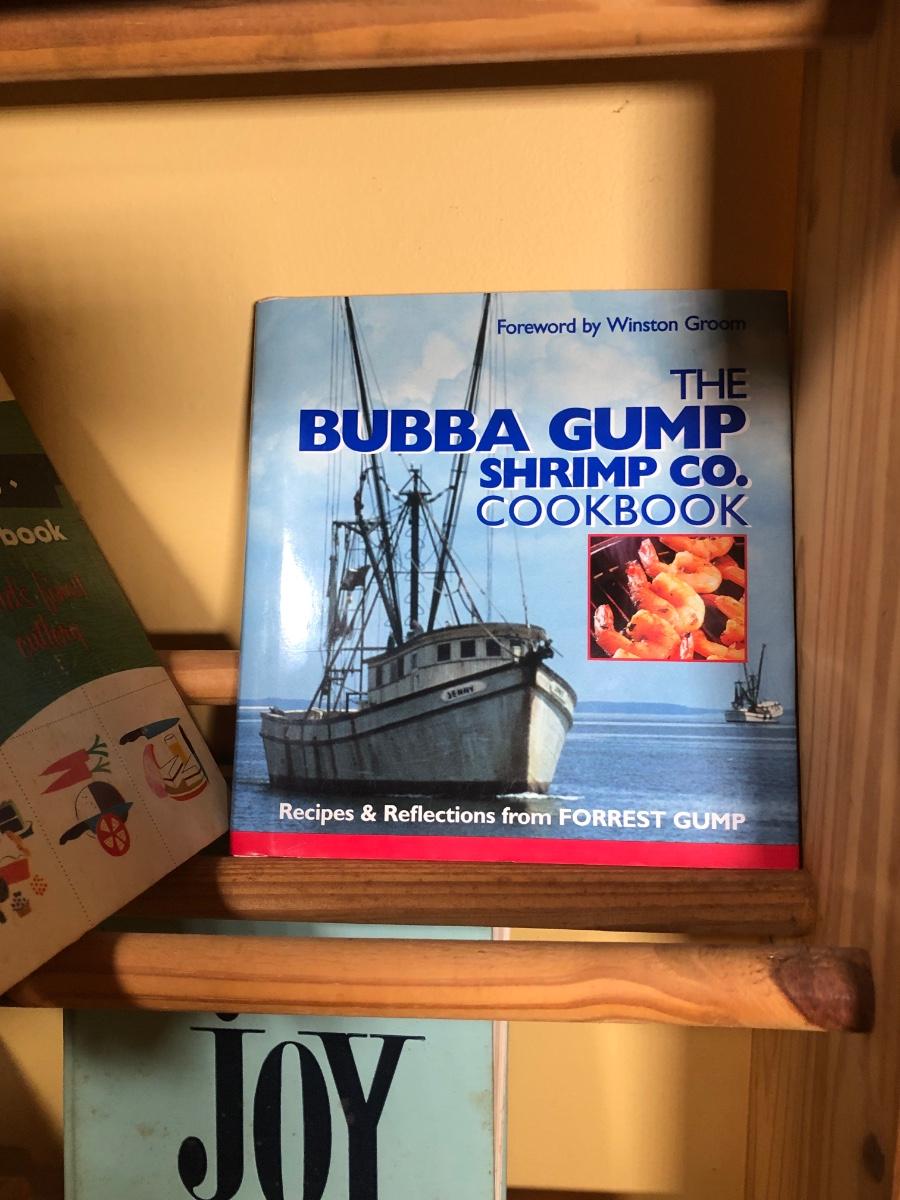 Foreword by Winston Groom
THE
BUBBA GUMP
SHRIMP CO.
COOKBOOK
JENNY
Recipes & Reflections from FORREST GUMP
book
JOY